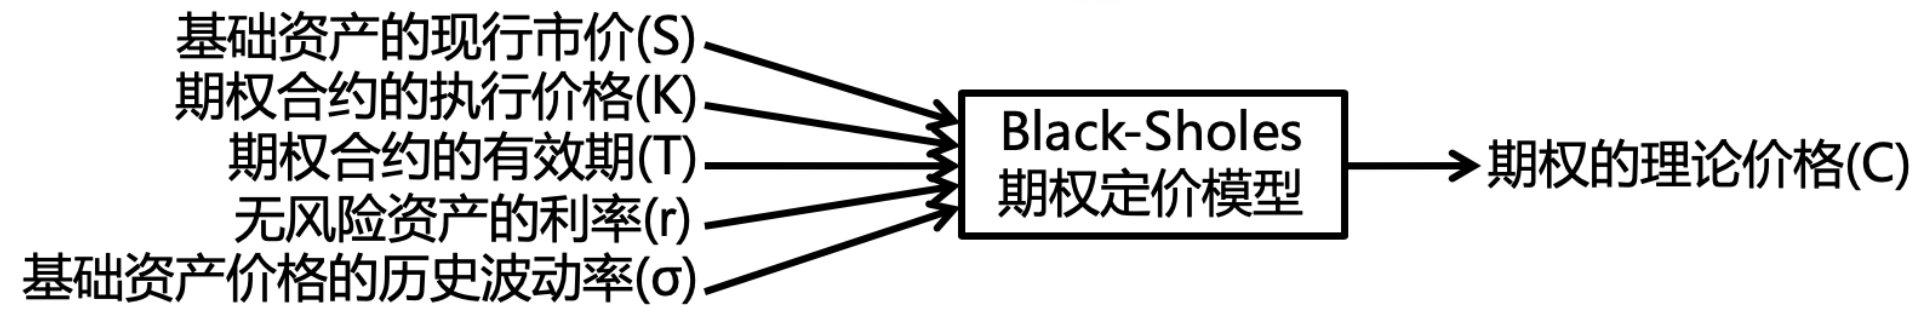 基础资产的现行市价(S)
期权合约的执行价格(K)
期权合约的有效期(T)
无风险资产的利率(r)
基础资产价格的历史波动率(σ)
Black-Sholes
期权定价模型
期权的理论价格(C)